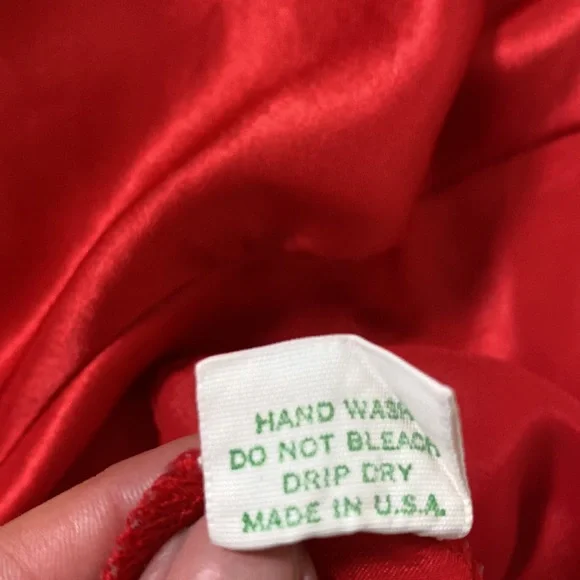 HAND WASH
DO NOT BLEACH
DRIP DRY
MADE IN U.S.A.